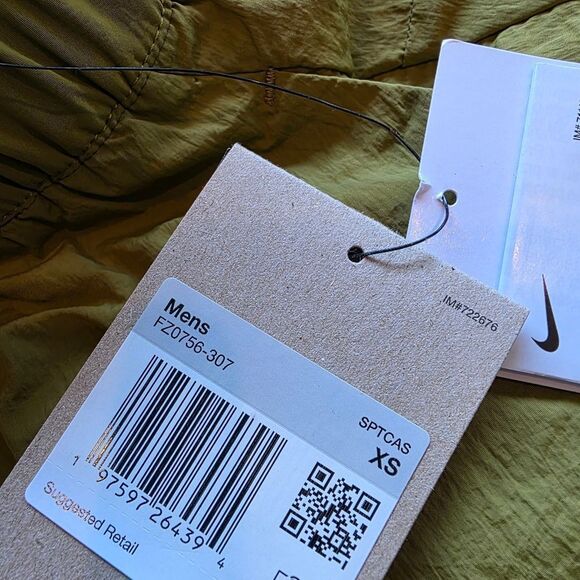 IM#722676
Mens
FZ0756-307
SPTCAS
XS
1 97597 26439 4
Suggested Retail